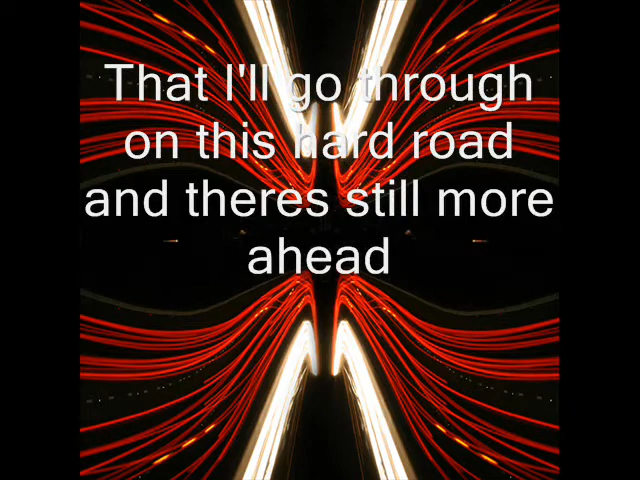 That I'll go through
on this hard road
and theres still more
ahead